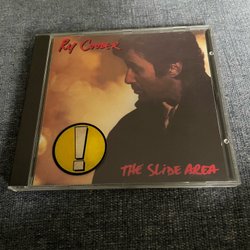 Ry Cooder
THE SLIDE AREA
!